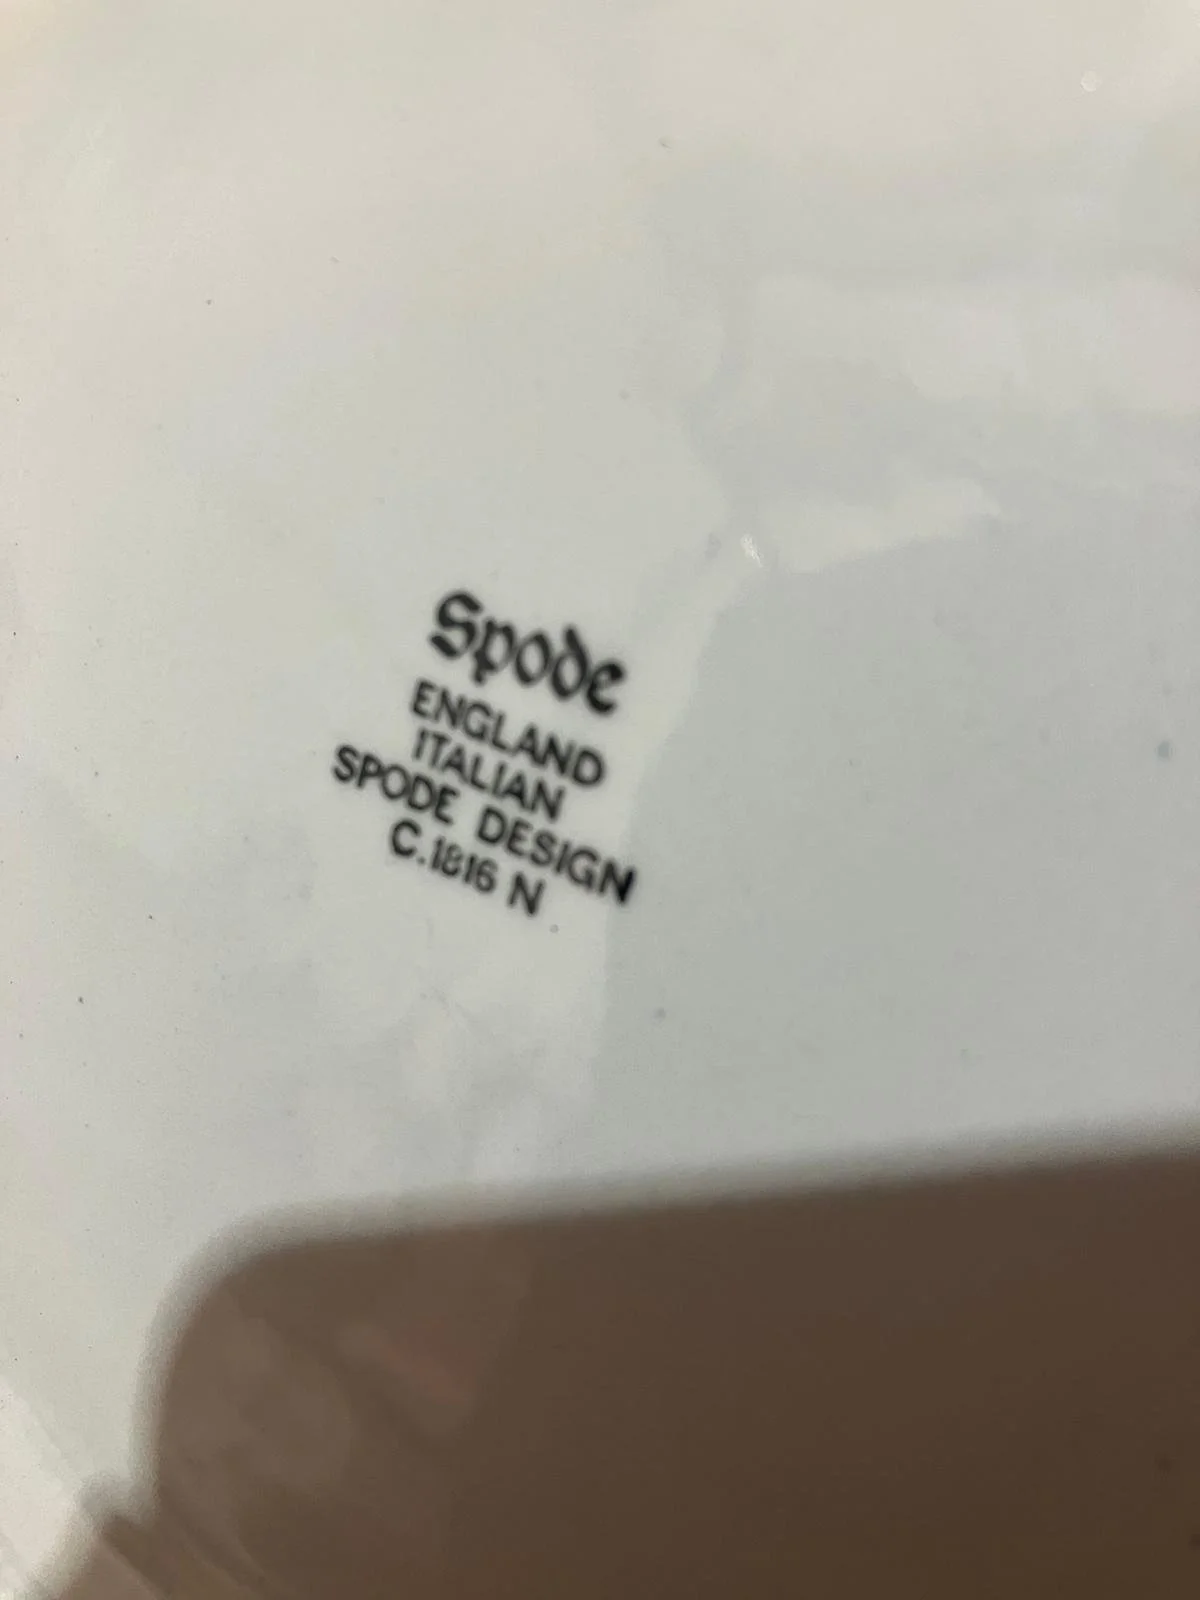 Spode
ENGLAND
ITALIAN
SPODE DESIGN
C.1816 N